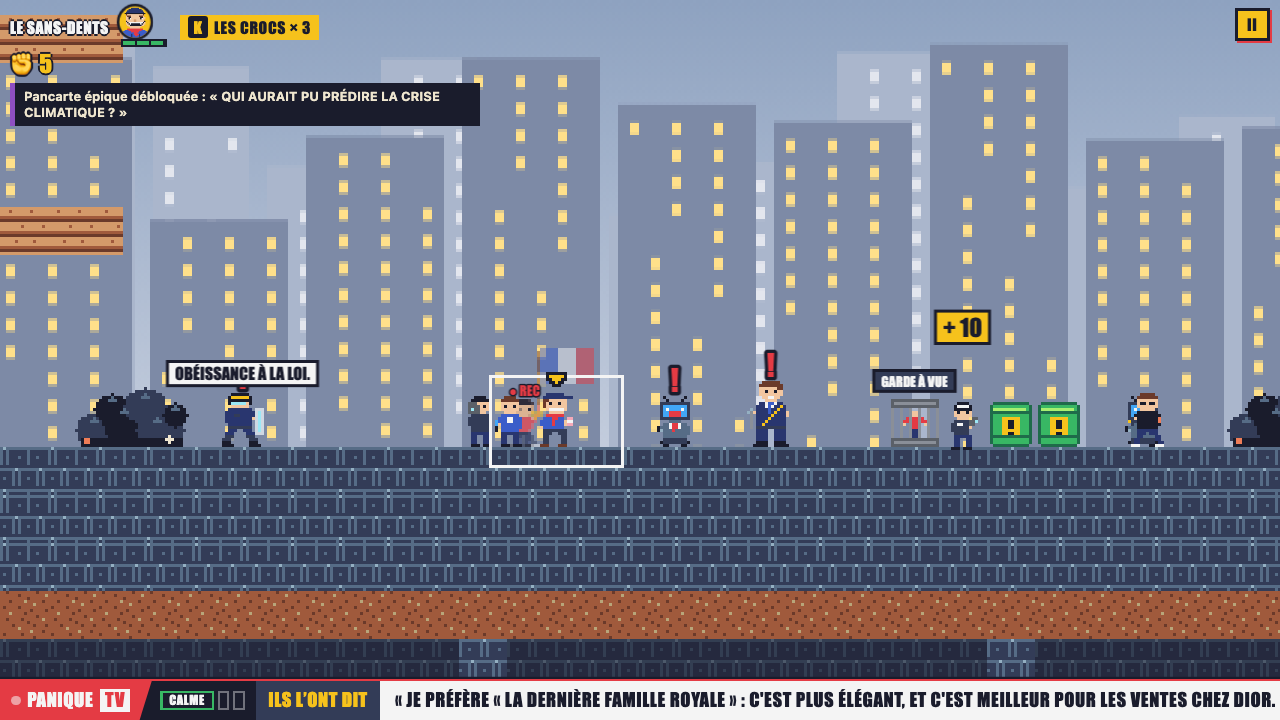 LE SANS-DENTS
K LES CROCS × 3
5
Pancarte épique débloquée : « QUI AURAIT PU PRÉDIRE LA CRISE
CLIMATIQUE ? »
+ 10
OBÉISSANCE À LA LOI.
GARDE À VUE
REC
!
!
!
!
PANIQUE TV
CALME
ILS L'ONT DIT
« JE PRÉFÈRE « LA DERNIÈRE FAMILLE ROYALE » : C'EST PLUS ÉLÉGANT, ET C'EST MEILLEUR POUR LES VENTES CHEZ DIOR.